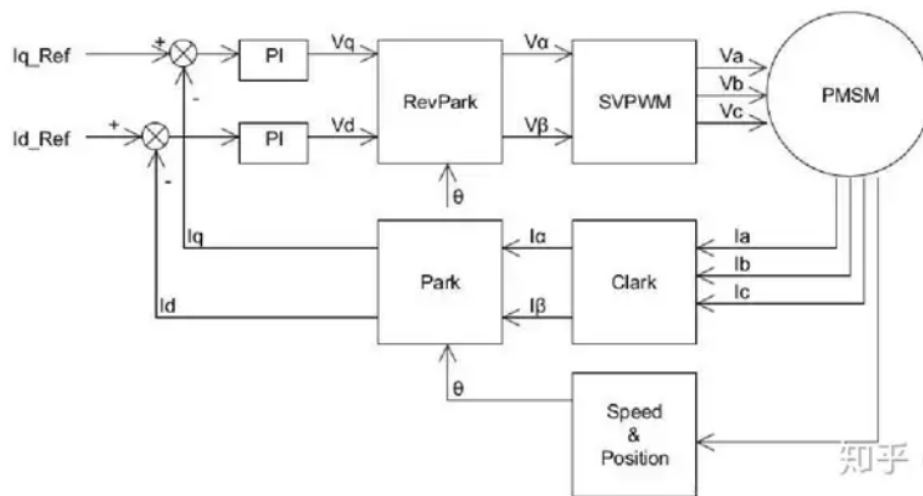 Iq_Ref
+
-
PI
Vq
RevPark
Vα
SVPWM
Va
Vb
Vc
PMSM
Id_Ref
+
-
PI
Vd
Vβ
θ
Iq
Park
Iα
Clark
Ia
Ib
Ic
Id
Iβ
θ
Speed
&
Position
知乎